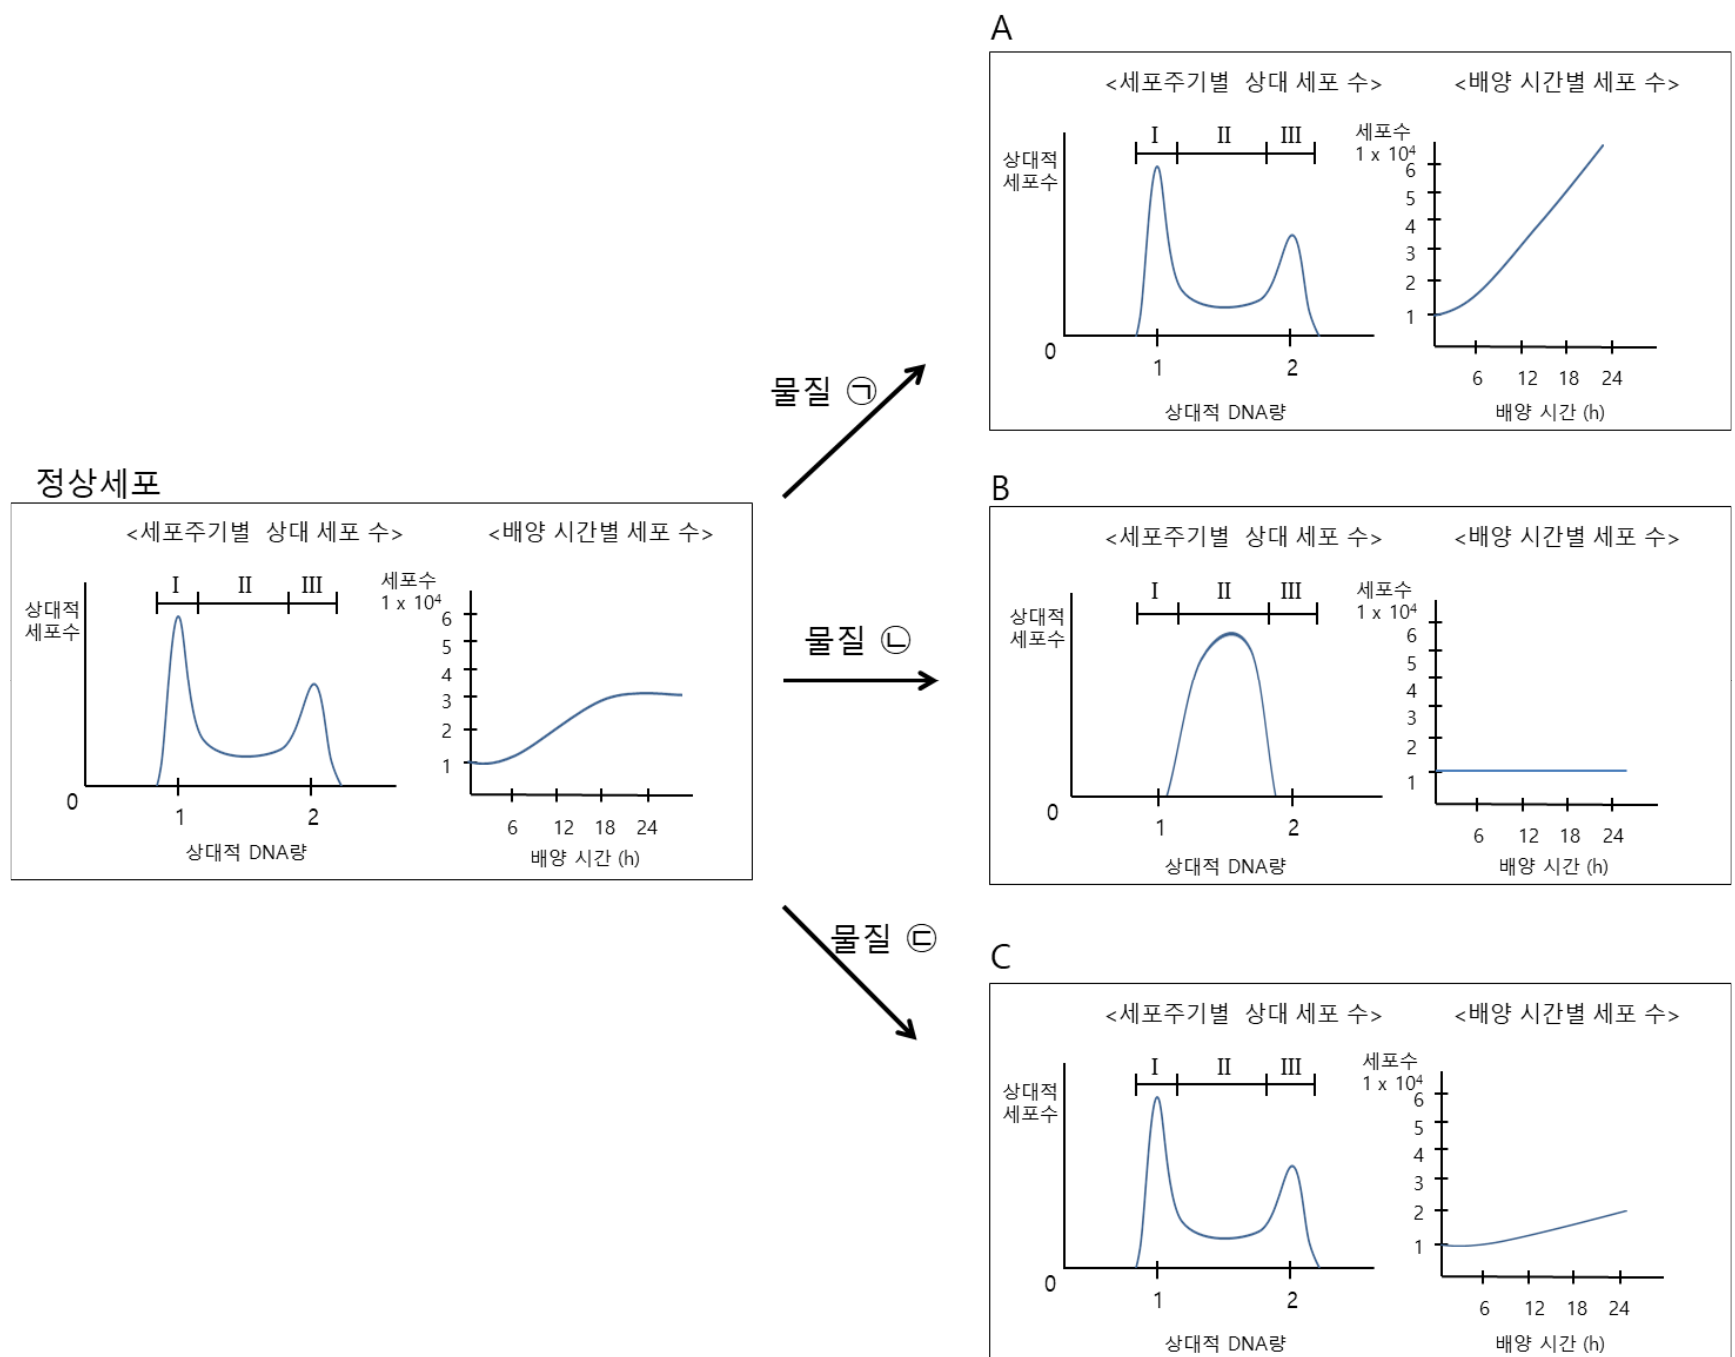 정상세포
<세포주기별 상대 세포 수>
<배양 시간별 세포 수>
상대적
세포수
I
II
III
0
1
2
상대적 DNA량
세포수
1 x 10⁴
6
5
4
3
2
1
6
12
18
24
배양 시간 (h)
물질 ㉠
물질 ㉡
물질 ㉢
A
<세포주기별 상대 세포 수>
<배양 시간별 세포 수>
상대적
세포수
I
II
III
0
1
2
상대적 DNA량
세포수
1 x 10⁴
6
5
4
3
2
1
6
12
18
24
배양 시간 (h)
B
<세포주기별 상대 세포 수>
<배양 시간별 세포 수>
상대적
세포수
I
II
III
0
1
2
상대적 DNA량
세포수
1 x 10⁴
6
5
4
3
2
1
6
12
18
24
배양 시간 (h)
C
<세포주기별 상대 세포 수>
<배양 시간별 세포 수>
상대적
세포수
I
II
III
0
1
2
상대적 DNA량
세포수
1 x 10⁴
6
5
4
3
2
1
6
12
18
24
배양 시간 (h)